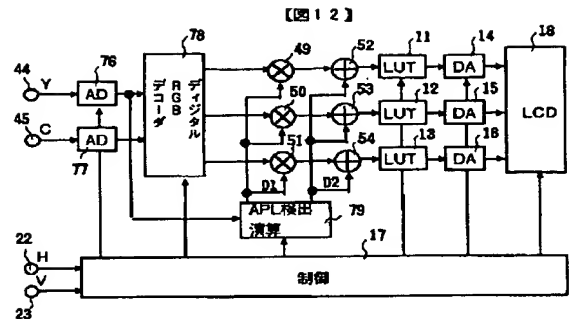 【図12】
78
76
49
52
11
14
18
44
Y
AD
デコーダ
RGB
ディジタル
LUT
DA
LCD
50
53
12
15
45
C
AD
LUT
DA
77
51
54
13
16
LUT
DA
D1
D2
APL検出
演算
79
22
H
17
V
制御
23